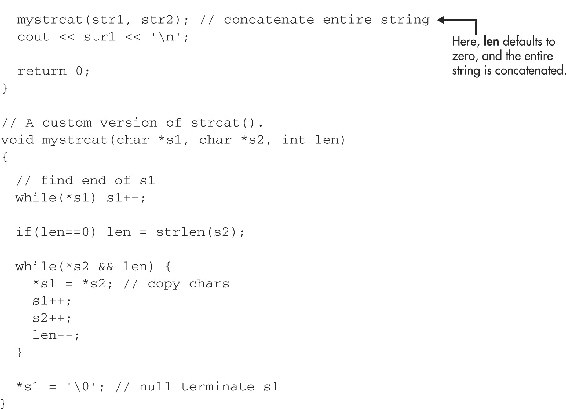 mystrcat(str1, str2); // concatenate entire string
cout << str1 << '\n';
Here, len defaults to
zero, and the entire
string is concatenated.
return 0;
}
// A custom version of strcat().
void mystrcat(char *s1, char *s2, int len)
{
// find end of s1
while(*s1) s1++;
if(len==0) len = strlen(s2);
while(*s2 && len) {
*s1 = *s2; // copy chars
s1++;
s2++;
len--;
}
*s1 = '\0'; // null terminate s1
}